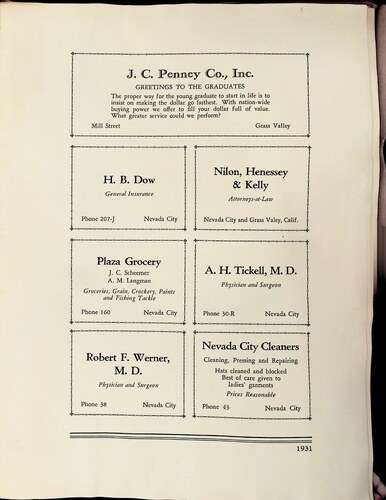 J. C. Penney Co., Inc.
GREETINGS TO THE GRADUATES
The proper way for the young graduate to start in life is to
insist on making the dollar go farthest. With nation-wide
buying power we offer to fill your dollar full of value.
What greater service could we perform?
Mill Street Grass Valley
H. B. Dow
General Insurance
Phone 207-J Nevada City
Nilon, Henessey
& Kelly
Attorneys-at-Law
Nevada City and Grass Valey, Calif.
Plaza Grocery
J. C. Schremer
A. M. Langman
Groceries, Grain, Crockery, Paints
and Fishing Tackle
Phone 160 Nevada City
A. H. Tickell, M. D.
Physician and Surgeon
Phone 30-R Nevada City
Robert F. Werner,
M. D.
Physician and Surgeon
Phone 38 Nevada City
Nevada City Cleaners
Cleaning, Pressing and Repairing
Hats cleaned and blocked
Best of care given to
ladies' garments
Prices Reasonable
Phone 43 Nevada City
1931